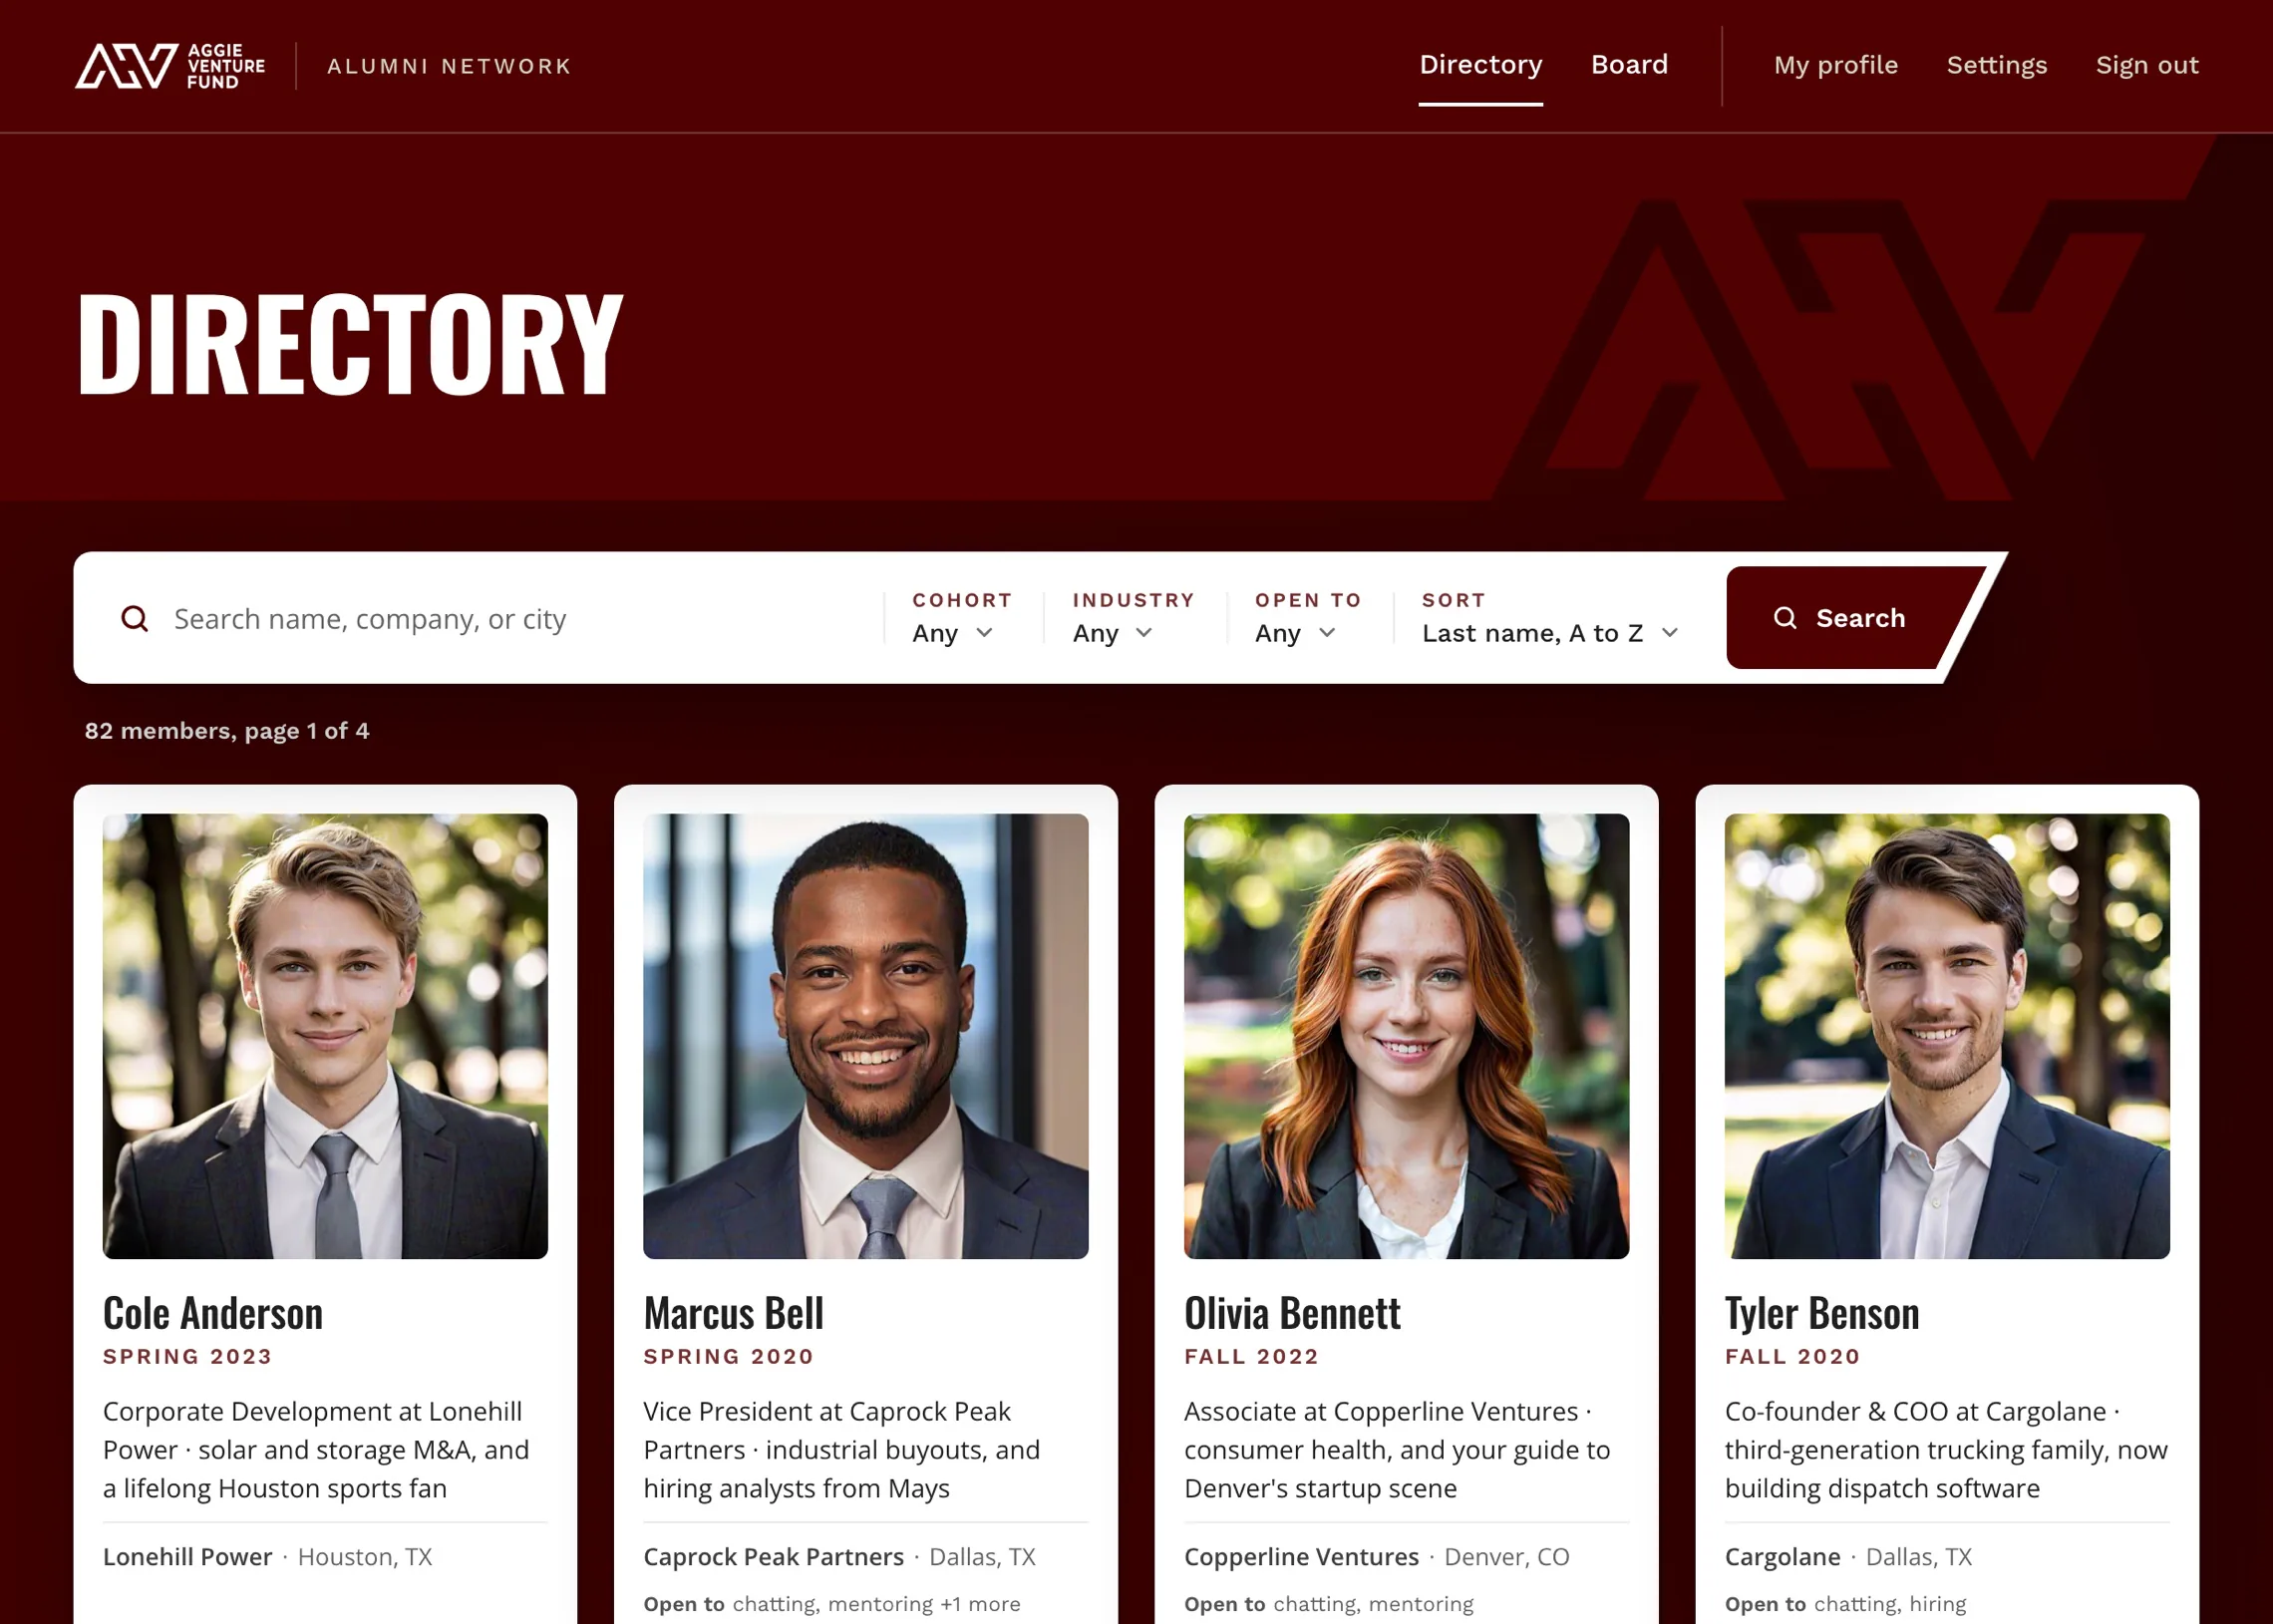 AGGIE
VENTURE
FUND
ALUMNI NETWORK
Directory
Board
My profile
Settings
Sign out
DIRECTORY
Search name, company, or city
COHORT
Any
INDUSTRY
Any
OPEN TO
Any
SORT
Last name, A to Z
Search
82 members, page 1 of 4
Cole Anderson
SPRING 2023
Corporate Development at Lonehill
Power · solar and storage M&A, and
a lifelong Houston sports fan
Lonehill Power · Houston, TX
Marcus Bell
SPRING 2020
Vice President at Caprock Peak
Partners · industrial buyouts, and
hiring analysts from Mays
Caprock Peak Partners · Dallas, TX
Open to chatting, mentoring +1 more
Olivia Bennett
FALL 2022
Associate at Copperline Ventures ·
consumer health, and your guide to
Denver's startup scene
Copperline Ventures · Denver, CO
Open to chatting, mentoring
Tyler Benson
FALL 2020
Co-founder & COO at Cargolane ·
third-generation trucking family, now
building dispatch software
Cargolane · Dallas, TX
Open to chatting, hiring